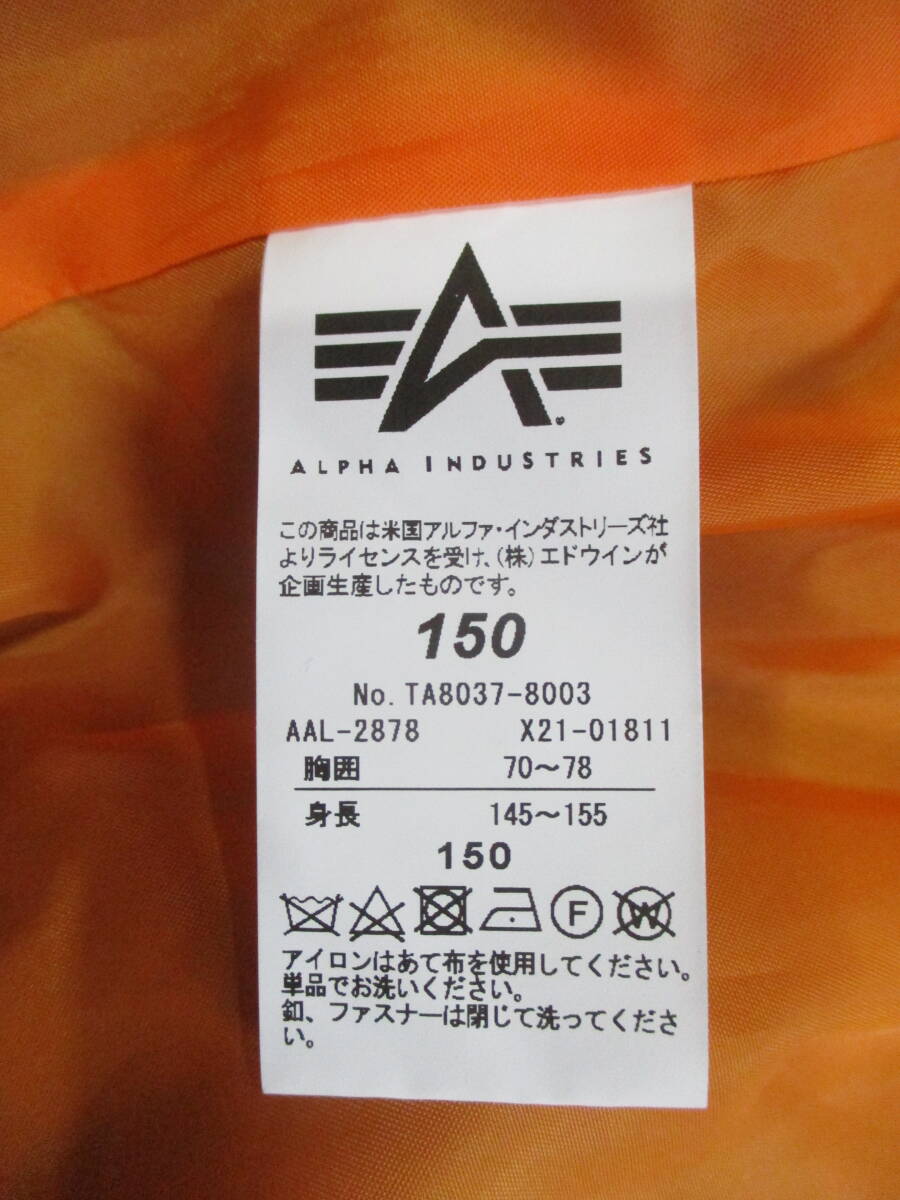 ALPHA INDUSTRIES
この商品は米国アルファ・インダストリーズ社
よりライセンスを受け、(株)エドウインが
企画生産したものです。
150
No. TA8037-8003
AAL-2878 X21-01811
胸囲 70～78
身長 145～155
150
F W
アイロンはあて布を使用してください。
単品でお洗いください。
釦、ファスナーは閉じて洗ってくださ
い。